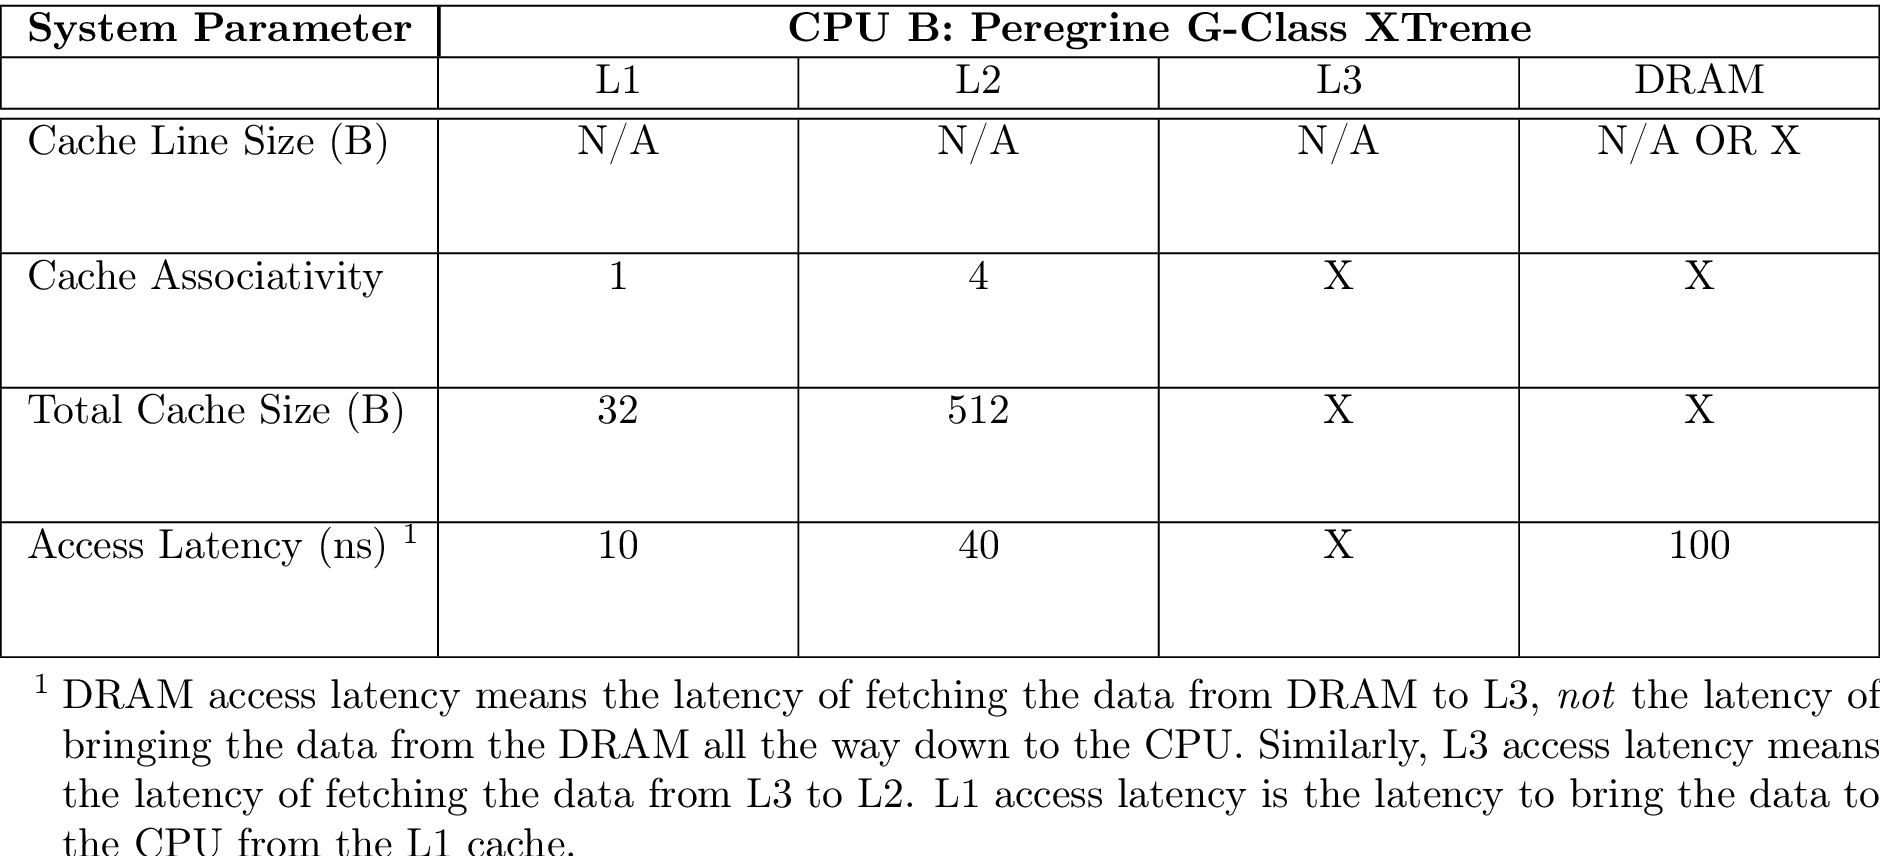 System Parameter CPU B: Peregrine G-Class XTreme
L1 L2 L3 DRAM
Cache Line Size (B) N/A N/A N/A N/A OR X
Cache Associativity 1 4 X X
Total Cache Size (B) 32 512 X X
Access Latency (ns) 1 10 40 X 100
1 DRAM access latency means the latency of fetching the data from DRAM to L3, not the latency of
bringing the data from the DRAM all the way down to the CPU. Similarly, L3 access latency means
the latency of fetching the data from L3 to L2. L1 access latency is the latency to bring the data to
the CPU from the L1 cache.